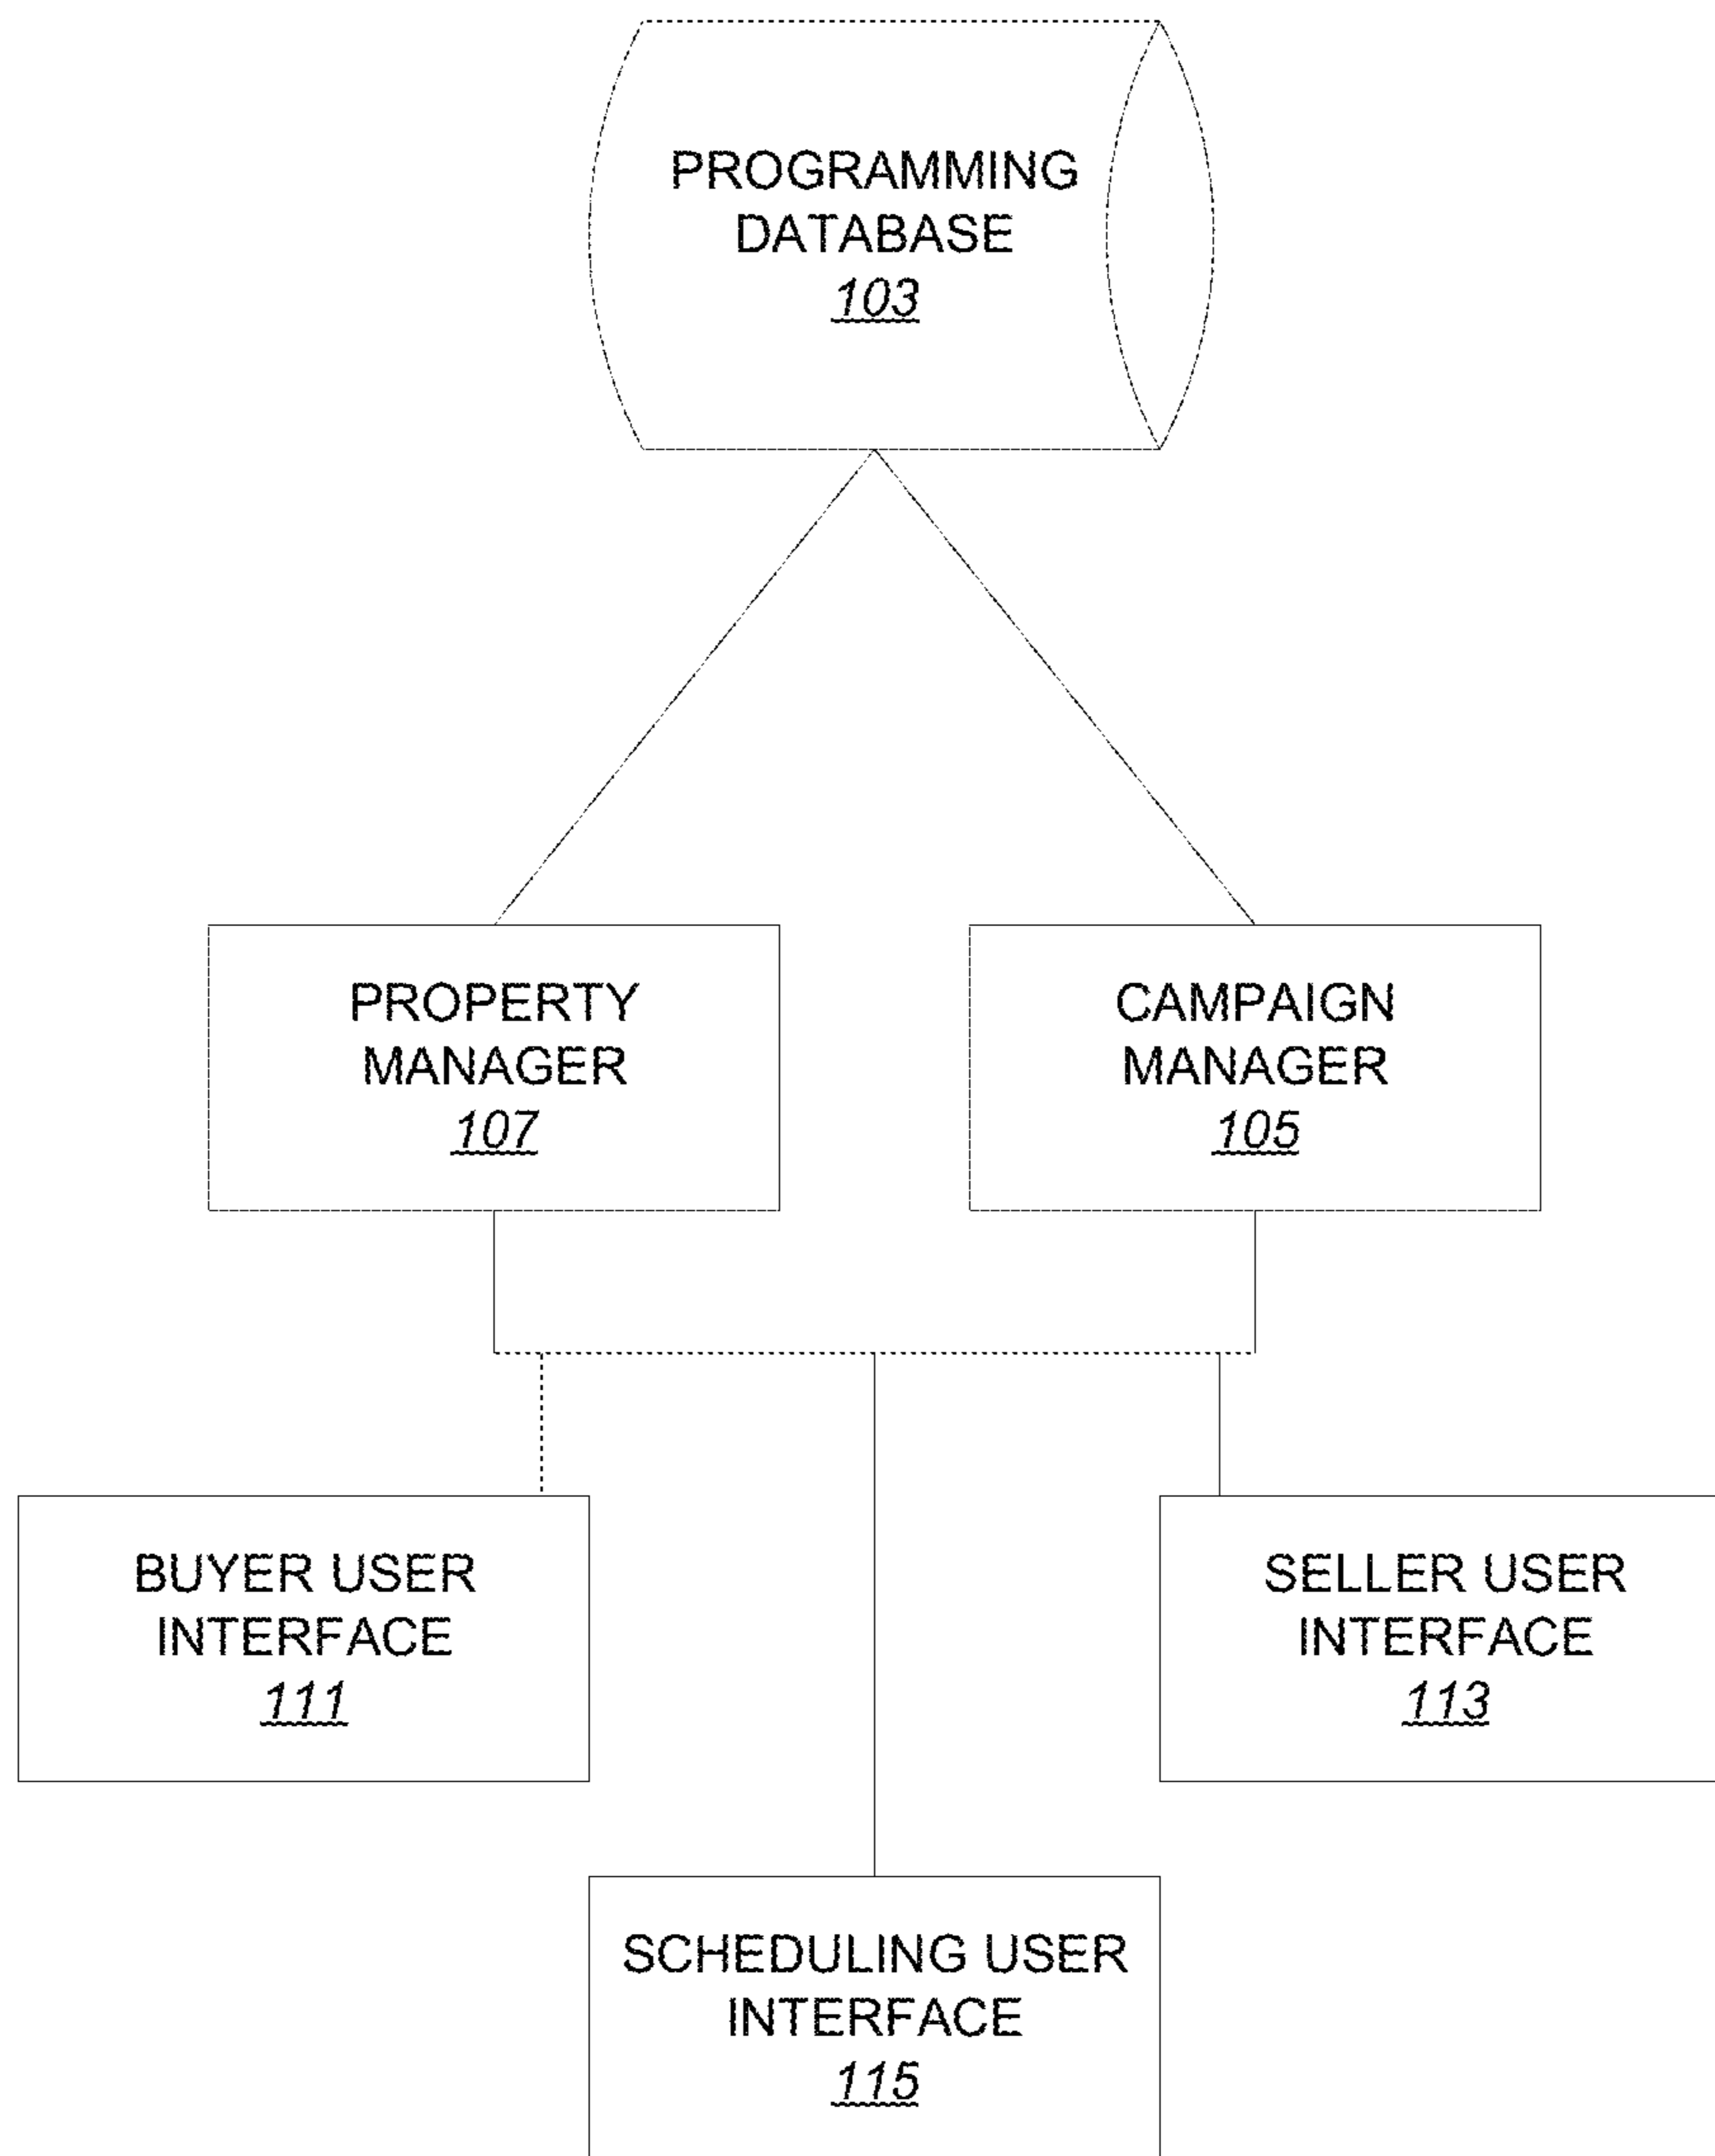 PROGRAMMING
DATABASE
103
PROPERTY
MANAGER
107
CAMPAIGN
MANAGER
105
BUYER USER
INTERFACE
111
SELLER USER
INTERFACE
113
SCHEDULING USER
INTERFACE
115